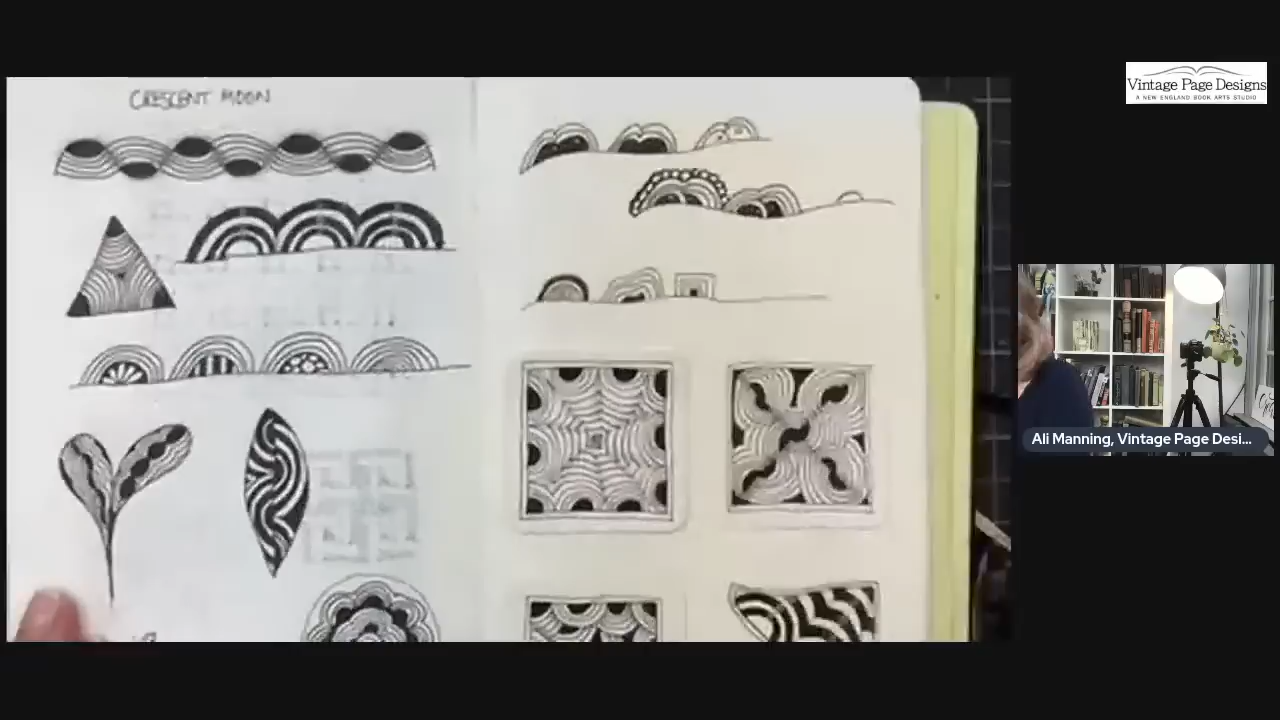 CRESCENT MOON
Vintage Page Designs
A NEW ENGLAND BOOK ARTS STUDIO
Ali Manning, Vintage Page Desi...